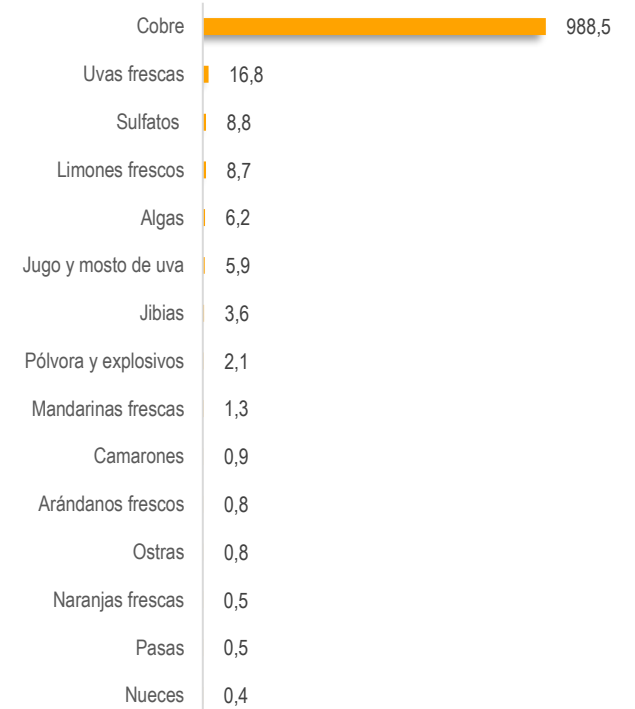 Cobre 988,5
Uvas frescas 16,8
Sulfatos 8,8
Limones frescos 8,7
Algas 6,2
Jugo y mosto de uva 5,9
Jibias 3,6
Pólvora y explosivos 2,1
Mandarinas frescas 1,3
Camarones 0,9
Arándanos frescos 0,8
Ostras 0,8
Naranjas frescas 0,5
Pasas 0,5
Nueces 0,4